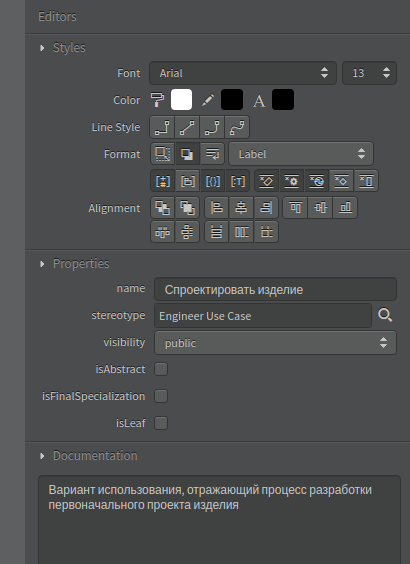 Editors
Styles
Font Arial 13
Color A
Line Style
Format Label
Alignment
Properties
name Спроектировать изделие
stereotype Engineer Use Case
visibility public
isAbstract
isFinalSpecialization
isLeaf
Documentation
Вариант использования, отражающий процесс разработки
первоначального проекта изделия